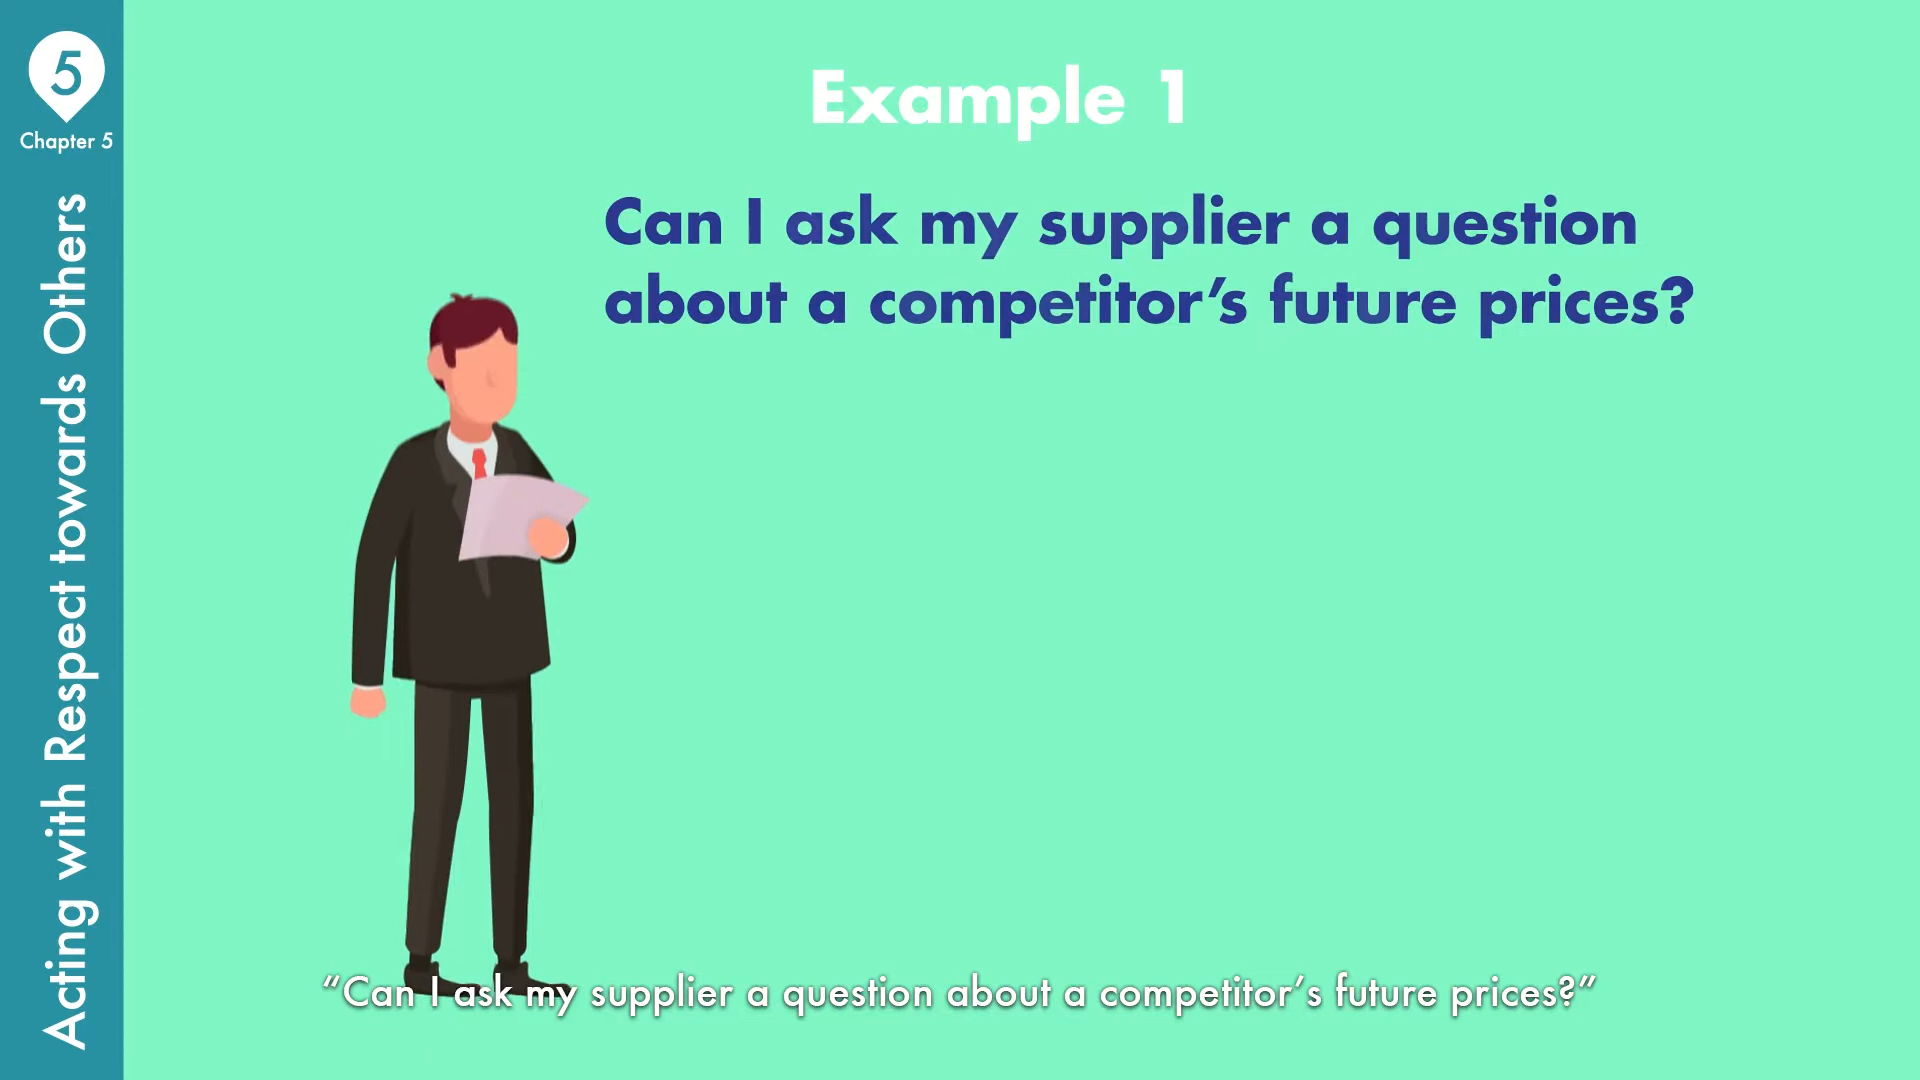 5
Chapter 5
Acting with Respect towards Others
Example 1
Can I ask my supplier a question
about a competitor’s future prices?
“Can I ask my supplier a question about a competitor’s future prices?”